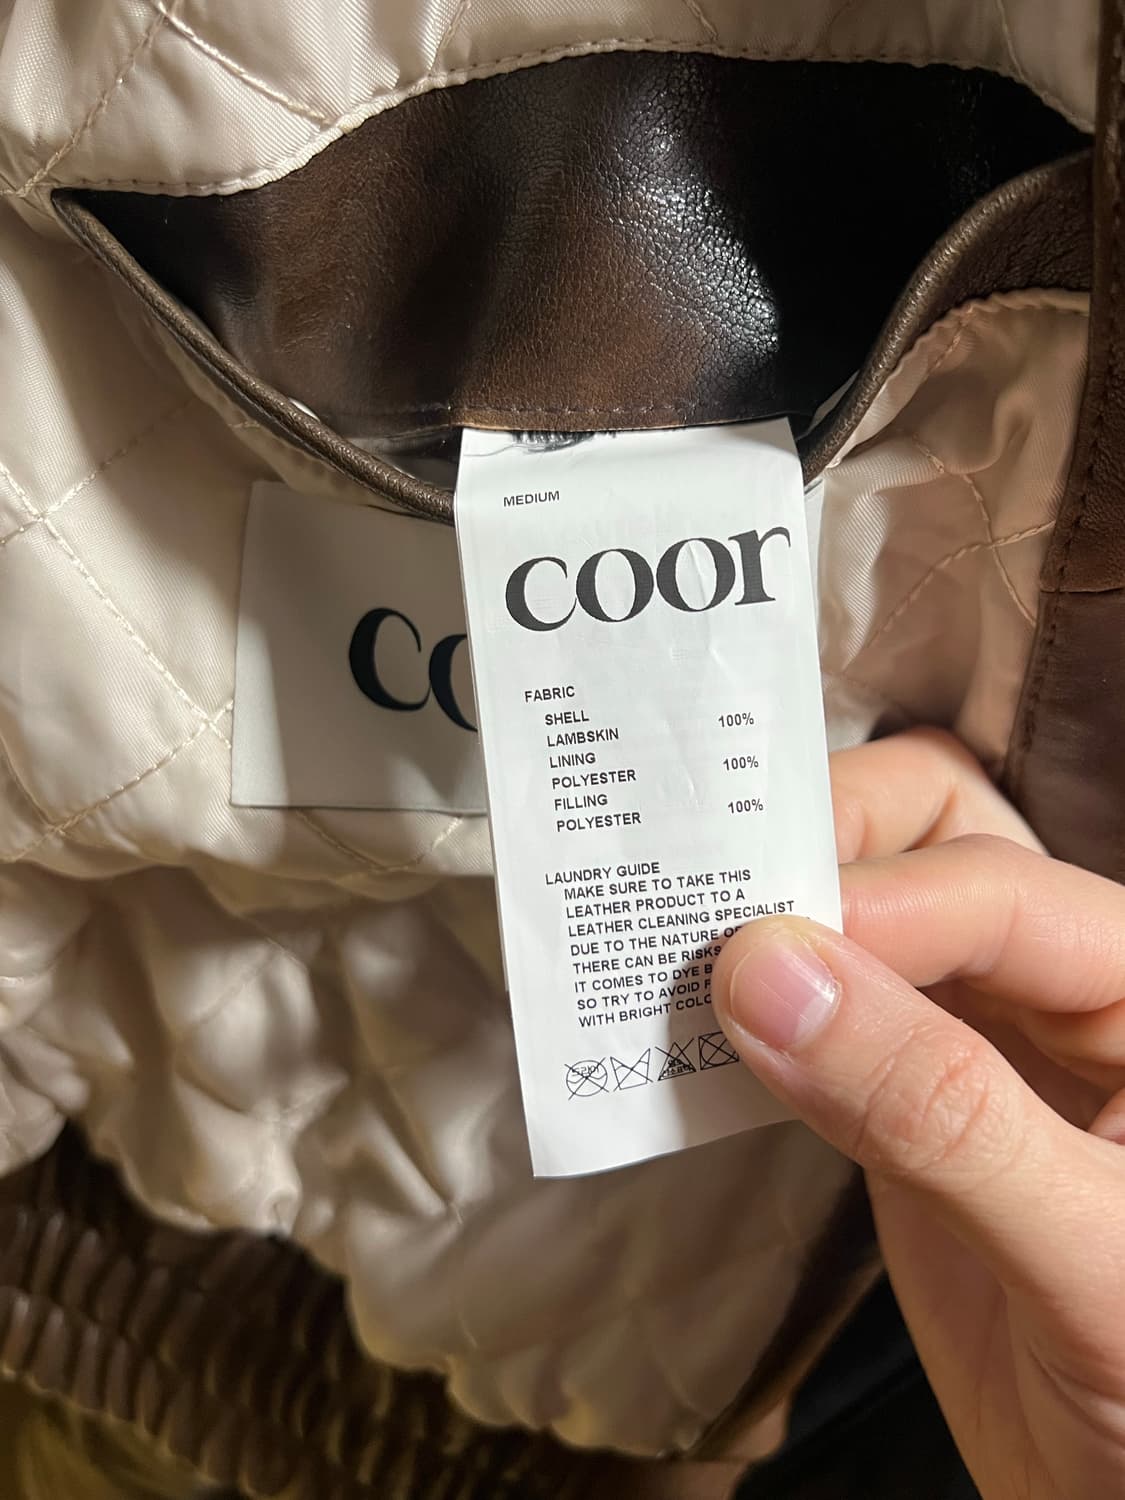 MEDIUM
coor
co
FABRIC
SHELL 100%
LAMBSKIN
LINING 100%
POLYESTER
FILLING 100%
POLYESTER
LAUNDRY GUIDE
MAKE SURE TO TAKE THIS
LEATHER PRODUCT TO A
LEATHER CLEANING SPECIALIST
DUE TO THE NATURE OF
THERE CAN BE RISKS
IT COMES TO DYE B
SO TRY TO AVOID F
WITH BRIGHT COLO